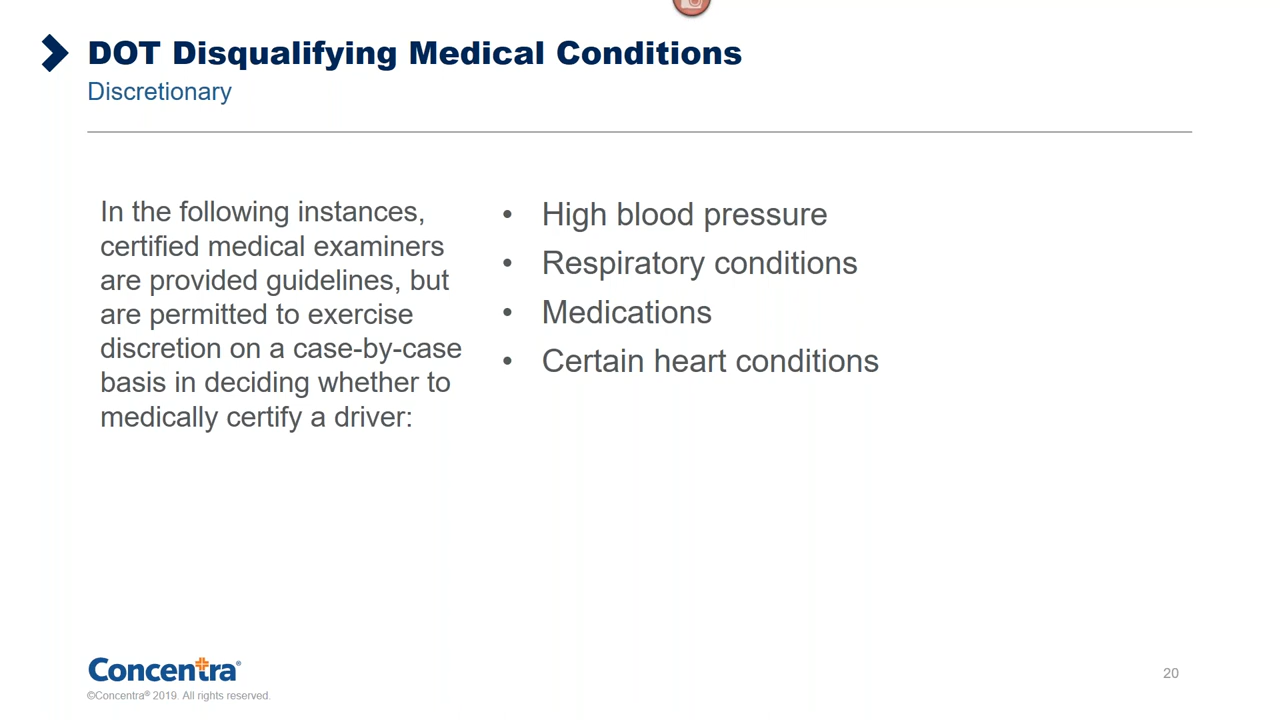 DOT Disqualifying Medical Conditions
Discretionary
In the following instances,
certified medical examiners
are provided guidelines, but
are permitted to exercise
discretion on a case-by-case
basis in deciding whether to
medically certify a driver:
• High blood pressure
• Respiratory conditions
• Medications
• Certain heart conditions
Concentra®
©Concentra® 2019. All rights reserved.
20